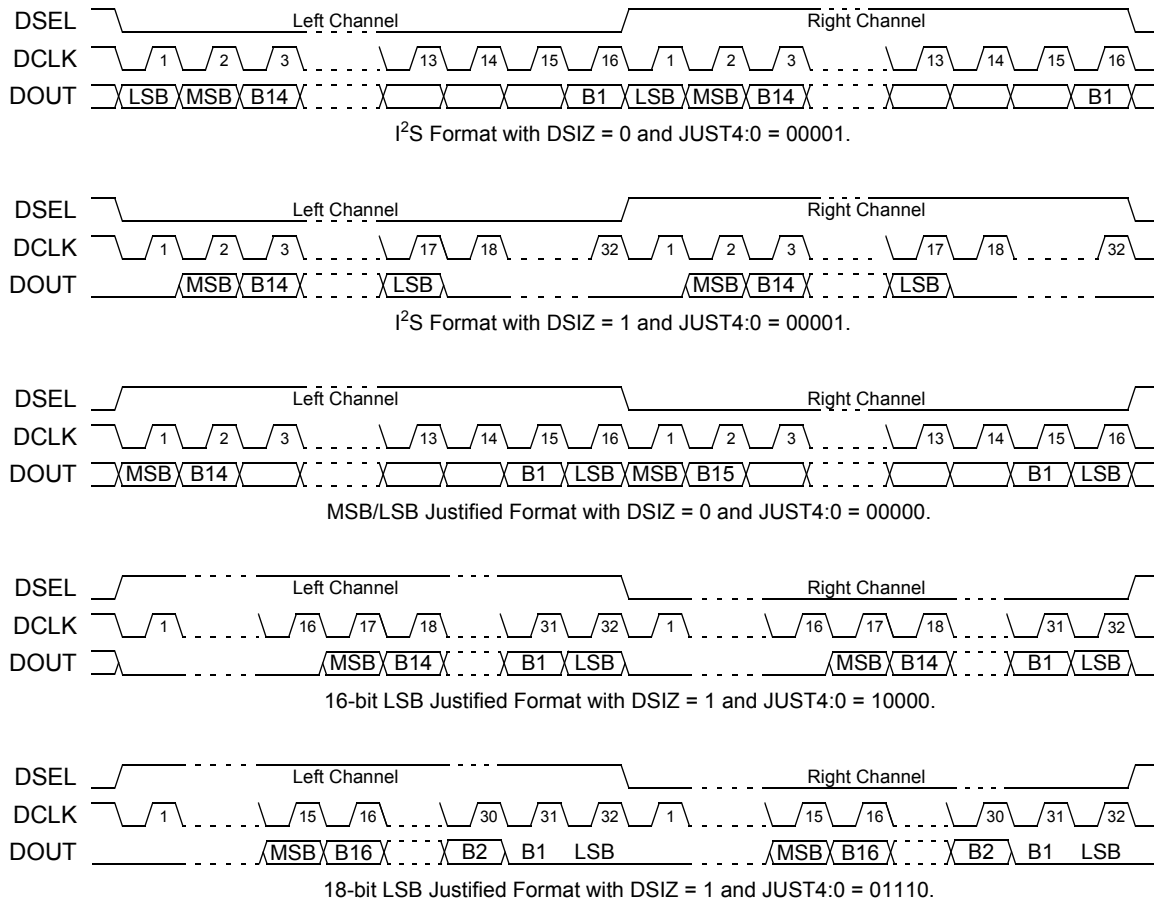 DSEL Left Channel Right Channel
DCLK 1 2 3 13 14 15 16 1 2 3 13 14 15 16
DOUT LSB MSB B14 B1 LSB MSB B14 B1
I²S Format with DSIZ = 0 and JUST4:0 = 00001.
DSEL Left Channel Right Channel
DCLK 1 2 3 17 18 32 1 2 3 17 18 32
DOUT MSB B14 LSB MSB B14 LSB
I²S Format with DSIZ = 1 and JUST4:0 = 00001.
DSEL Left Channel Right Channel
DCLK 1 2 3 13 14 15 16 1 2 3 13 14 15 16
DOUT MSB B14 B1 LSB MSB B15 B1 LSB
MSB/LSB Justified Format with DSIZ = 0 and JUST4:0 = 00000.
DSEL Left Channel Right Channel
DCLK 1 16 17 18 31 32 1 16 17 18 31 32
DOUT MSB B14 B1 LSB MSB B14 B1 LSB
16-bit LSB Justified Format with DSIZ = 1 and JUST4:0 = 10000.
DSEL Left Channel Right Channel
DCLK 1 15 16 30 31 32 1 15 16 30 31 32
DOUT MSB B16 B2 B1 LSB MSB B16 B2 B1 LSB
18-bit LSB Justified Format with DSIZ = 1 and JUST4:0 = 01110.